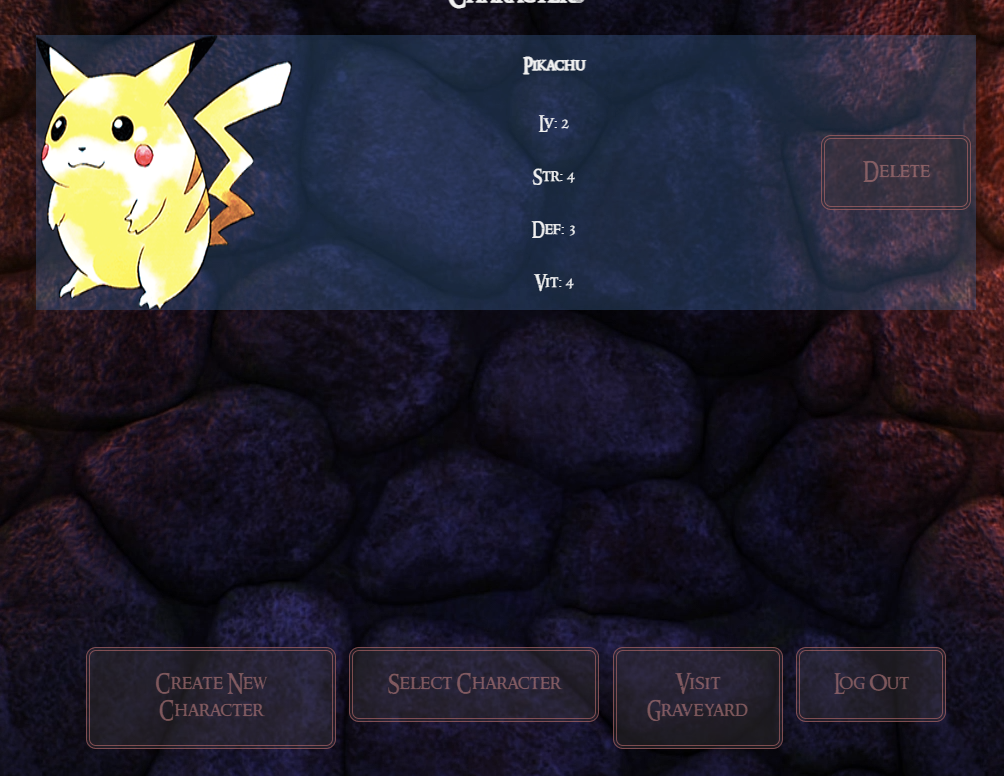 Characters
Pikachu
Lv: 2
Str: 4
Def: 3
Vit: 4
Delete
Create New
Character
Select Character
Visit
Graveyard
Log Out